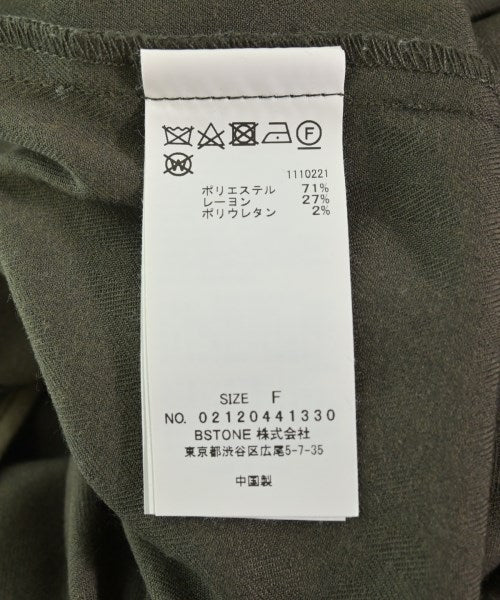 F
W
1110221
ポリエステル 71%
レーヨン 27%
ポリウレタン 2%
SIZE F
NO. 02120441330
BSTONE 株式会社
東京都渋谷区広尾5-7-35
中国製